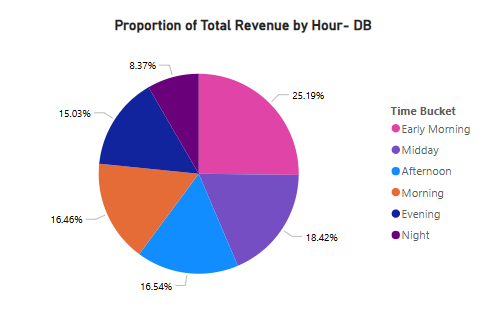 Proportion of Total Revenue by Hour- DB
8.37%
25.19%
15.03%
16.46%
18.42%
16.54%
Time Bucket
Early Morning
Midday
Afternoon
Morning
Evening
Night